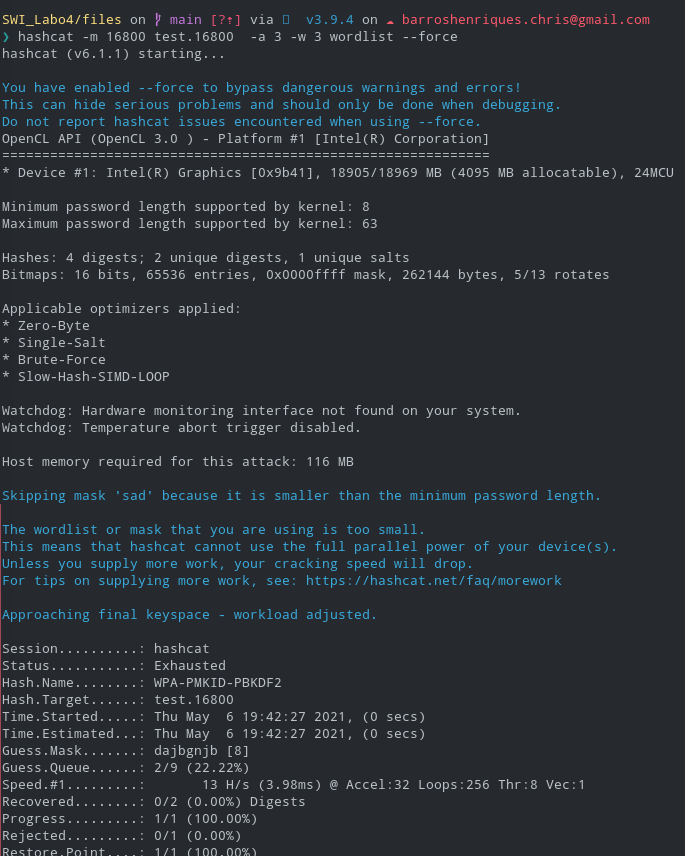 SWI_Labo4/files on main [?↑] via v3.9.4 on ☁ barroshenriques.chris@gmail.com
❯ hashcat -m 16800 test.16800  -a 3 -w 3 wordlist --force
hashcat (v6.1.1) starting...
You have enabled --force to bypass dangerous warnings and errors!
This can hide serious problems and should only be done when debugging.
Do not report hashcat issues encountered when using --force.
OpenCL API (OpenCL 3.0 ) - Platform #1 [Intel(R) Corporation]
=============================================================
* Device #1: Intel(R) Graphics [0x9b41], 18905/18969 MB (4095 MB allocatable), 24MCU
Minimum password length supported by kernel: 8
Maximum password length supported by kernel: 63
Hashes: 4 digests; 2 unique digests, 1 unique salts
Bitmaps: 16 bits, 65536 entries, 0x0000ffff mask, 262144 bytes, 5/13 rotates
Applicable optimizers applied:
* Zero-Byte
* Single-Salt
* Brute-Force
* Slow-Hash-SIMD-LOOP
Watchdog: Hardware monitoring interface not found on your system.
Watchdog: Temperature abort trigger disabled.
Host memory required for this attack: 116 MB
Skipping mask 'sad' because it is smaller than the minimum password length.
The wordlist or mask that you are using is too small.
This means that hashcat cannot use the full parallel power of your device(s).
Unless you supply more work, your cracking speed will drop.
For tips on supplying more work, see: https://hashcat.net/faq/morework
Approaching final keyspace - workload adjusted.
Session..........: hashcat
Status...........: Exhausted
Hash.Name........: WPA-PMKID-PBKDF2
Hash.Target......: test.16800
Time.Started.....: Thu May  6 19:42:27 2021, (0 secs)
Time.Estimated...: Thu May  6 19:42:27 2021, (0 secs)
Guess.Mask.......: dajbgnjb [8]
Guess.Queue......: 2/9 (22.22%)
Speed.#1.........:       13 H/s (3.98ms) @ Accel:32 Loops:256 Thr:8 Vec:1
Recovered........: 0/2 (0.00%) Digests
Progress.........: 1/1 (100.00%)
Rejected.........: 0/1 (0.00%)
Restore.Point....: 1/1 (100.00%)